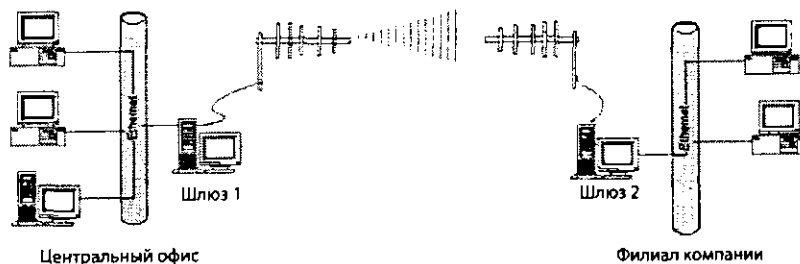 Ethernet
Шлюз 1
Центральный офис
Ethernet
Шлюз 2
Филиал компании